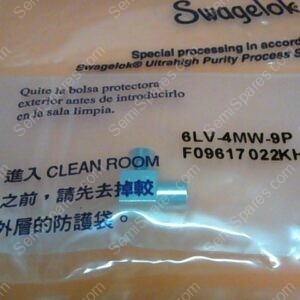 Swagelok
Special processing in accord
Swagelok® Ultrahigh Purity Process S
Quite la bolsa protectora
exterior antes de introducirlo
en la sala limpia.
6LV-4MW-9P
F09617022KH
進入 CLEAN ROOM
之前，請先去掉較
外層的防護袋。
SemiSpares.com